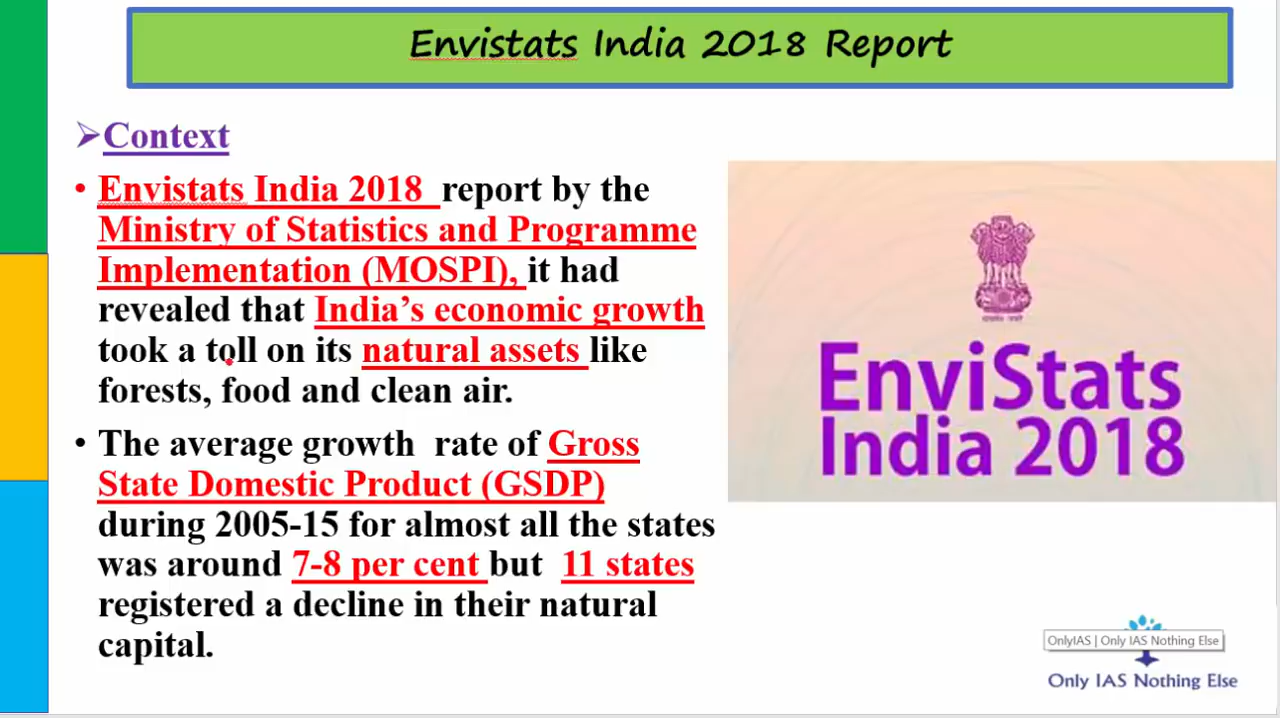 Envistats India 2018 Report
➢Context
• Envistats India 2018 report by the
Ministry of Statistics and Programme
Implementation (MOSPI), it had
revealed that India’s economic growth
took a toll on its natural assets like
forests, food and clean air.
• The average growth rate of Gross
State Domestic Product (GSDP)
during 2005-15 for almost all the states
was around 7-8 per cent but 11 states
registered a decline in their natural
capital.
EnviStats
India 2018
OnlyIAS | Only IAS Nothing Else
Only IAS Nothing Else